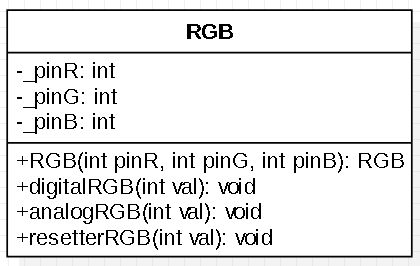 RGB
-_pinR: int
-_pinG: int
-_pinB: int
+RGB(int pinR, int pinG, int pinB): RGB
+digitalRGB(int val): void
+analogRGB(int val): void
+resetterRGB(int val): void